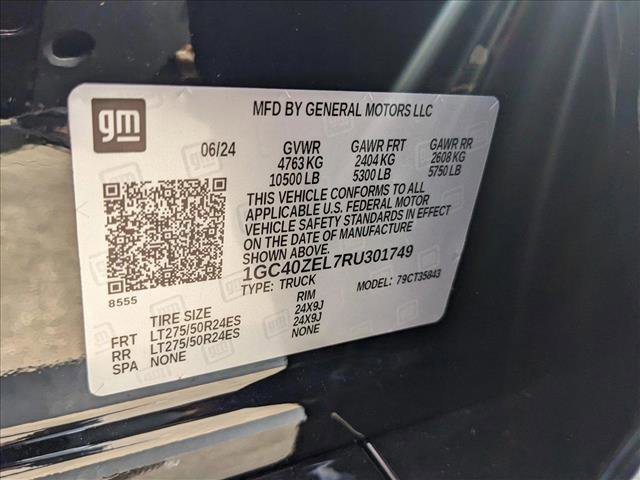 gm
MFD BY GENERAL MOTORS LLC
06/24 GVWR GAWR FRT GAWR RR
4763 KG 2404 KG 2608 KG
10500 LB 5300 LB 5750 LB
THIS VEHICLE CONFORMS TO ALL
APPLICABLE U.S. FEDERAL MOTOR
VEHICLE SAFETY STANDARDS IN EFFECT
ON THE DATE OF MANUFACTURE
SHOWN ABOVE.
1GC40ZEL7RU301749
8555 TYPE: TRUCK MODEL: 79CT35843
TIRE SIZE RIM
FRT LT275/50R24ES 24X9J
RR LT275/50R24ES 24X9J
SPA NONE NONE